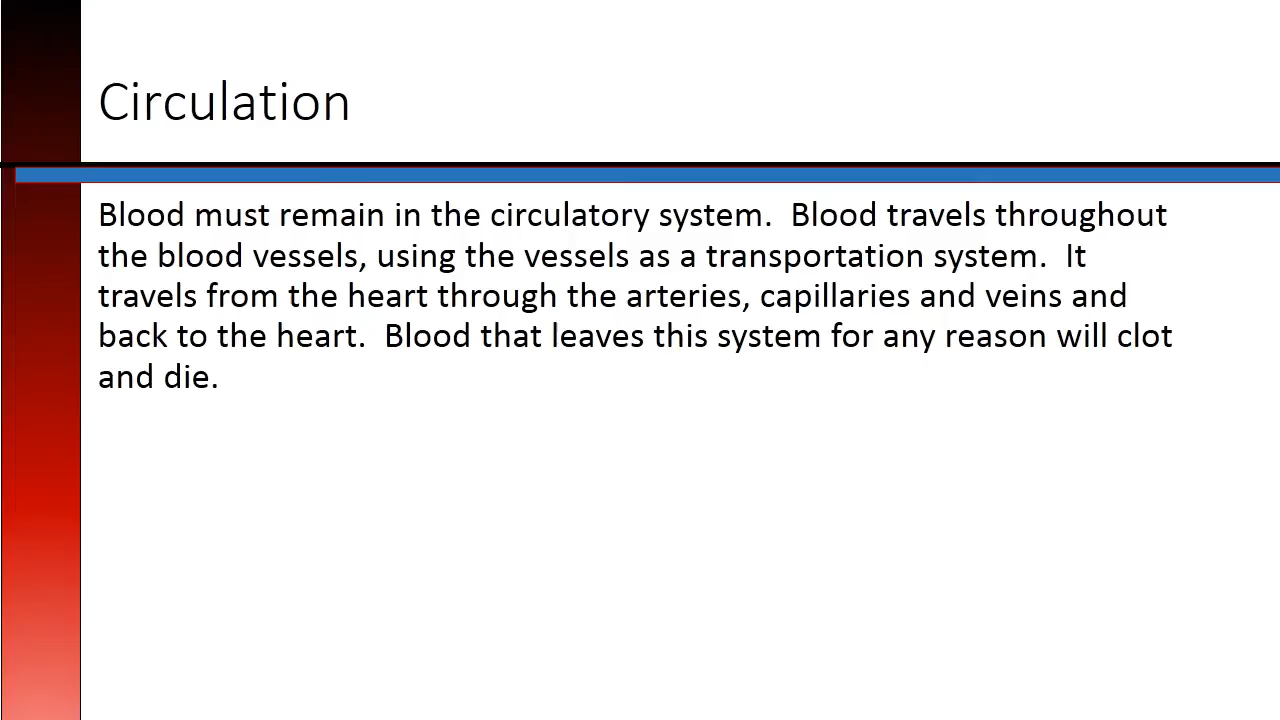 Circulation
Blood must remain in the circulatory system.  Blood travels throughout
the blood vessels, using the vessels as a transportation system.  It
travels from the heart through the arteries, capillaries and veins and
back to the heart.  Blood that leaves this system for any reason will clot
and die.